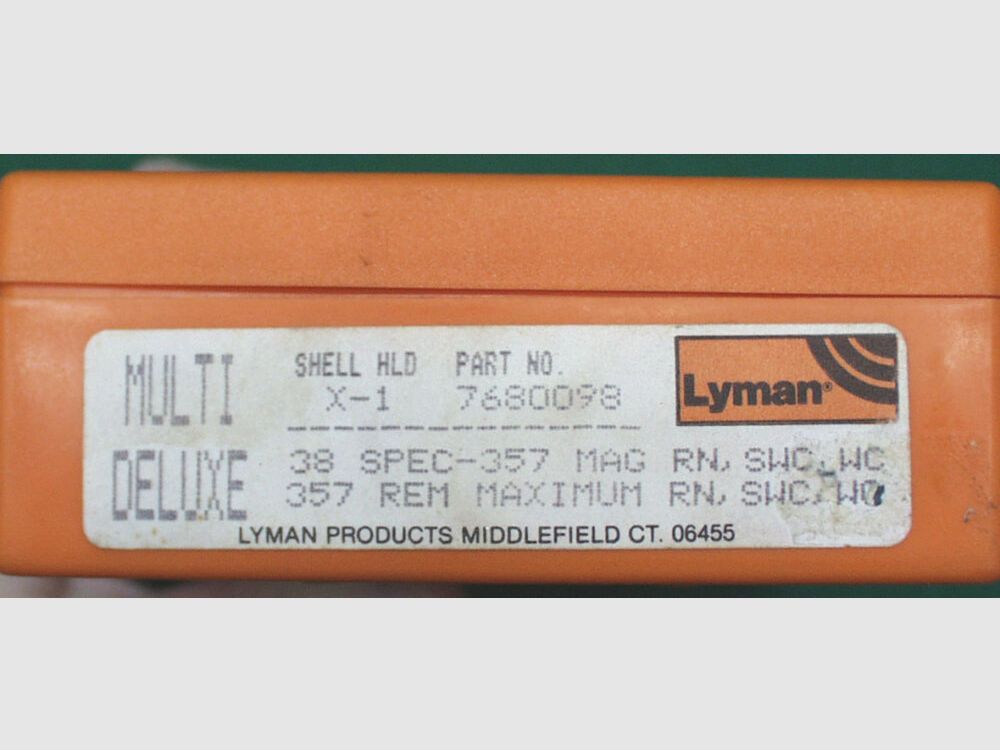 MULTI SHELL HLD PART NO. Lyman®
X-1 7680098
DELUXE 38 SPEC-357 MAG RN, SWC, WC
357 REM MAXIMUM RN, SWC, WC
LYMAN PRODUCTS MIDDLEFIELD CT. 06455